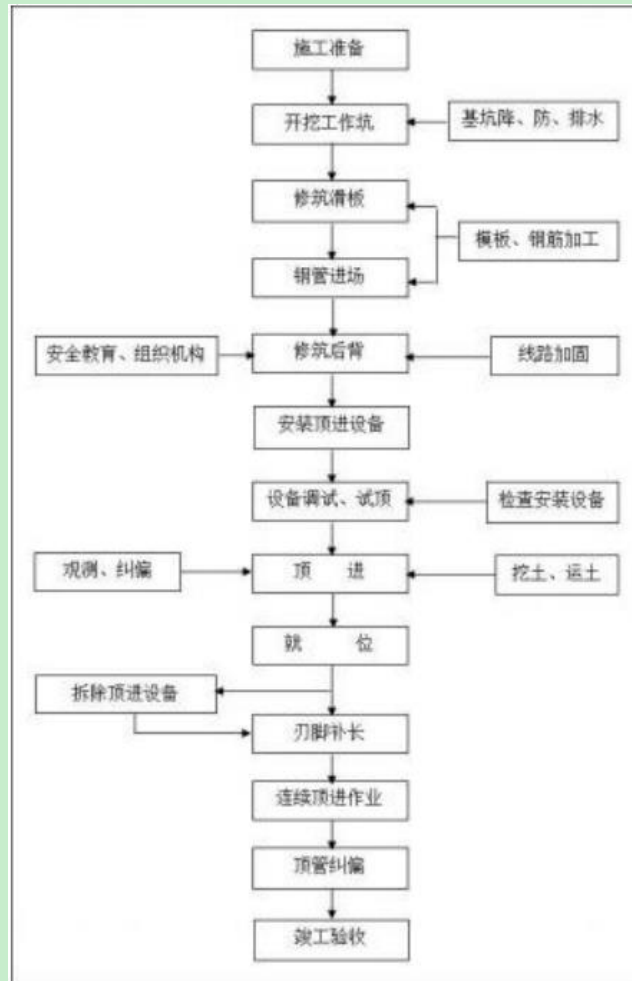 施工准备
开挖工作坑
基坑降、防、排水
修筑滑板
模板、钢筋加工
钢管进场
安全教育、组织机构
修筑后背
线路加固
安装顶进设备
设备调试、试顶
检查安装设备
观测、纠偏
顶 进
挖土、运土
就 位
拆除顶进设备
刃脚补长
连续顶进作业
顶管纠偏
竣工验收